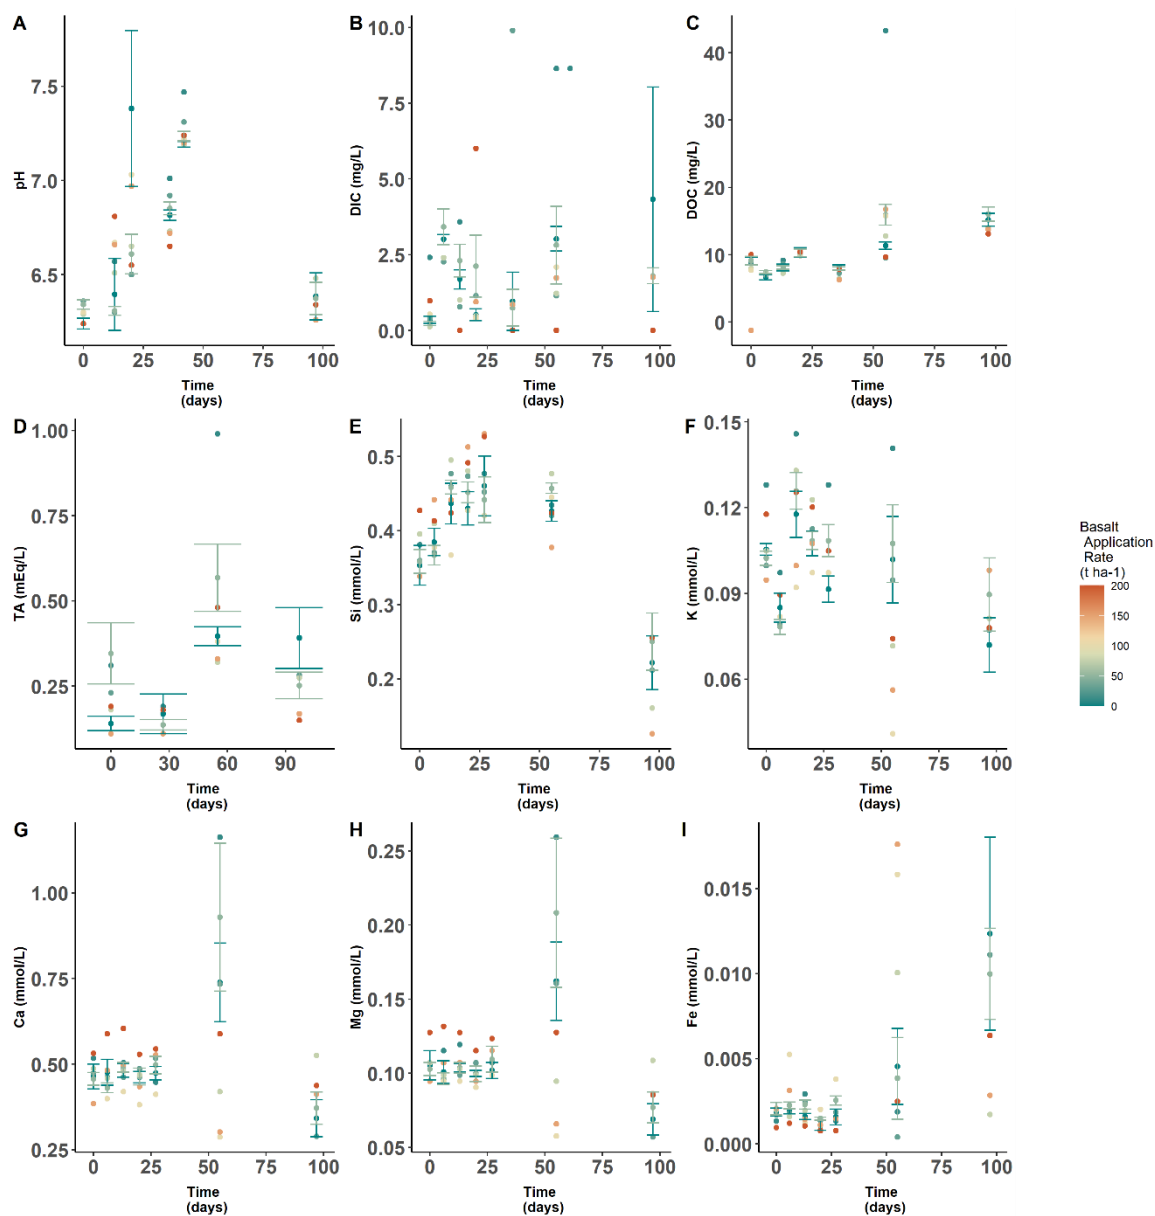 A
pH
7.5
7.0
6.5
0
25
50
75
100
Time
(days)
B
DIC (mg/L)
10.0
7.5
5.0
2.5
0.0
0
25
50
75
100
Time
(days)
C
DOC (mg/L)
40
30
20
10
0
0
25
50
75
100
Time
(days)
D
TA (mEq/L)
1.00
0.75
0.50
0.25
0
30
60
90
Time
(days)
E
Si (mmol/L)
0.5
0.4
0.3
0.2
0
25
50
75
100
Time
(days)
F
K (mmol/L)
0.15
0.12
0.09
0.06
0
25
50
75
100
Time
(days)
Basalt
Application
Rate
(t ha-1)
200
150
100
50
0
G
Ca (mmol/L)
1.00
0.75
0.50
0.25
0
25
50
75
100
Time
(days)
H
Mg (mmol/L)
0.25
0.20
0.15
0.10
0.05
0
25
50
75
100
Time
(days)
I
Fe (mmol/L)
0.015
0.010
0.005
0.000
0
25
50
75
100
Time
(days)